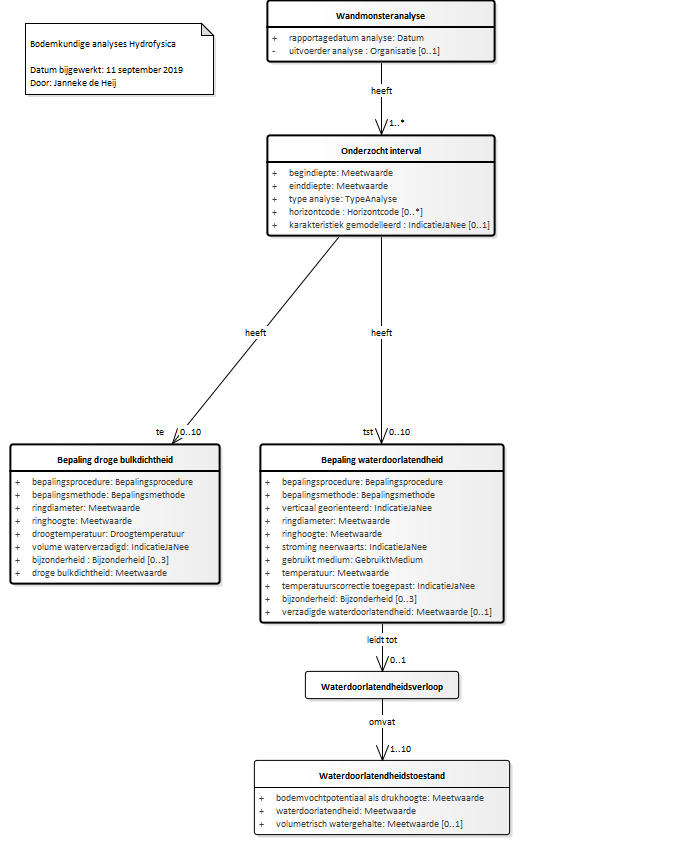 Bodemkundige analyses Hydrofysica
Datum bijgewerkt: 11 september 2019
Door: Janneke de Heij
Wandmonsteranalyse
+ rapportagedatum analyse: Datum
- uitvoerder analyse : Organisatie [0..1]
heeft
1..*
Onderzocht interval
+ begindiepte: Meetwaarde
+ einddiepte: Meetwaarde
+ type analyse: TypeAnalyse
+ horizontcode : Horizontcode [0..*]
+ karakteristiek gemodelleerd : IndicatieJaNee [0..1]
heeft
heeft
te 0..10
tst 0..10
Bepaling droge bulkdichtheid
+ bepalingsprocedure: Bepalingsprocedure
+ bepalingsmethode: Bepalingsmethode
+ ringdiameter: Meetwaarde
+ ringhoogte: Meetwaarde
+ droogtemperatuur: Droogtemperatuur
+ volume waterverzadigd: IndicatieJaNee
+ bijzonderheid : Bijzonderheid [0..3]
+ droge bulkdichtheid: Meetwaarde
Bepaling waterdoorlatendheid
+ bepalingsprocedure: Bepalingsprocedure
+ bepalingsmethode: Bepalingsmethode
+ verticaal georienteerd: IndicatieJaNee
+ ringdiameter: Meetwaarde
+ ringhoogte: Meetwaarde
+ stroming neerwaarts: IndicatieJaNee
+ gebruikt medium: GebruiktMedium
+ temperatuur: Meetwaarde
+ temperatuurscorrectie toegepast: IndicatieJaNee
+ bijzonderheid: Bijzonderheid [0..3]
+ verzadigde waterdoorlatendheid: Meetwaarde [0..1]
leidt tot
0..1
Waterdoorlatendheidsverloop
omvat
1..10
Waterdoorlatendheidstoestand
+ bodemvochtpotentiaal als drukhoogte: Meetwaarde
+ waterdoorlatendheid: Meetwaarde
+ volumetrisch watergehalte: Meetwaarde [0..1]